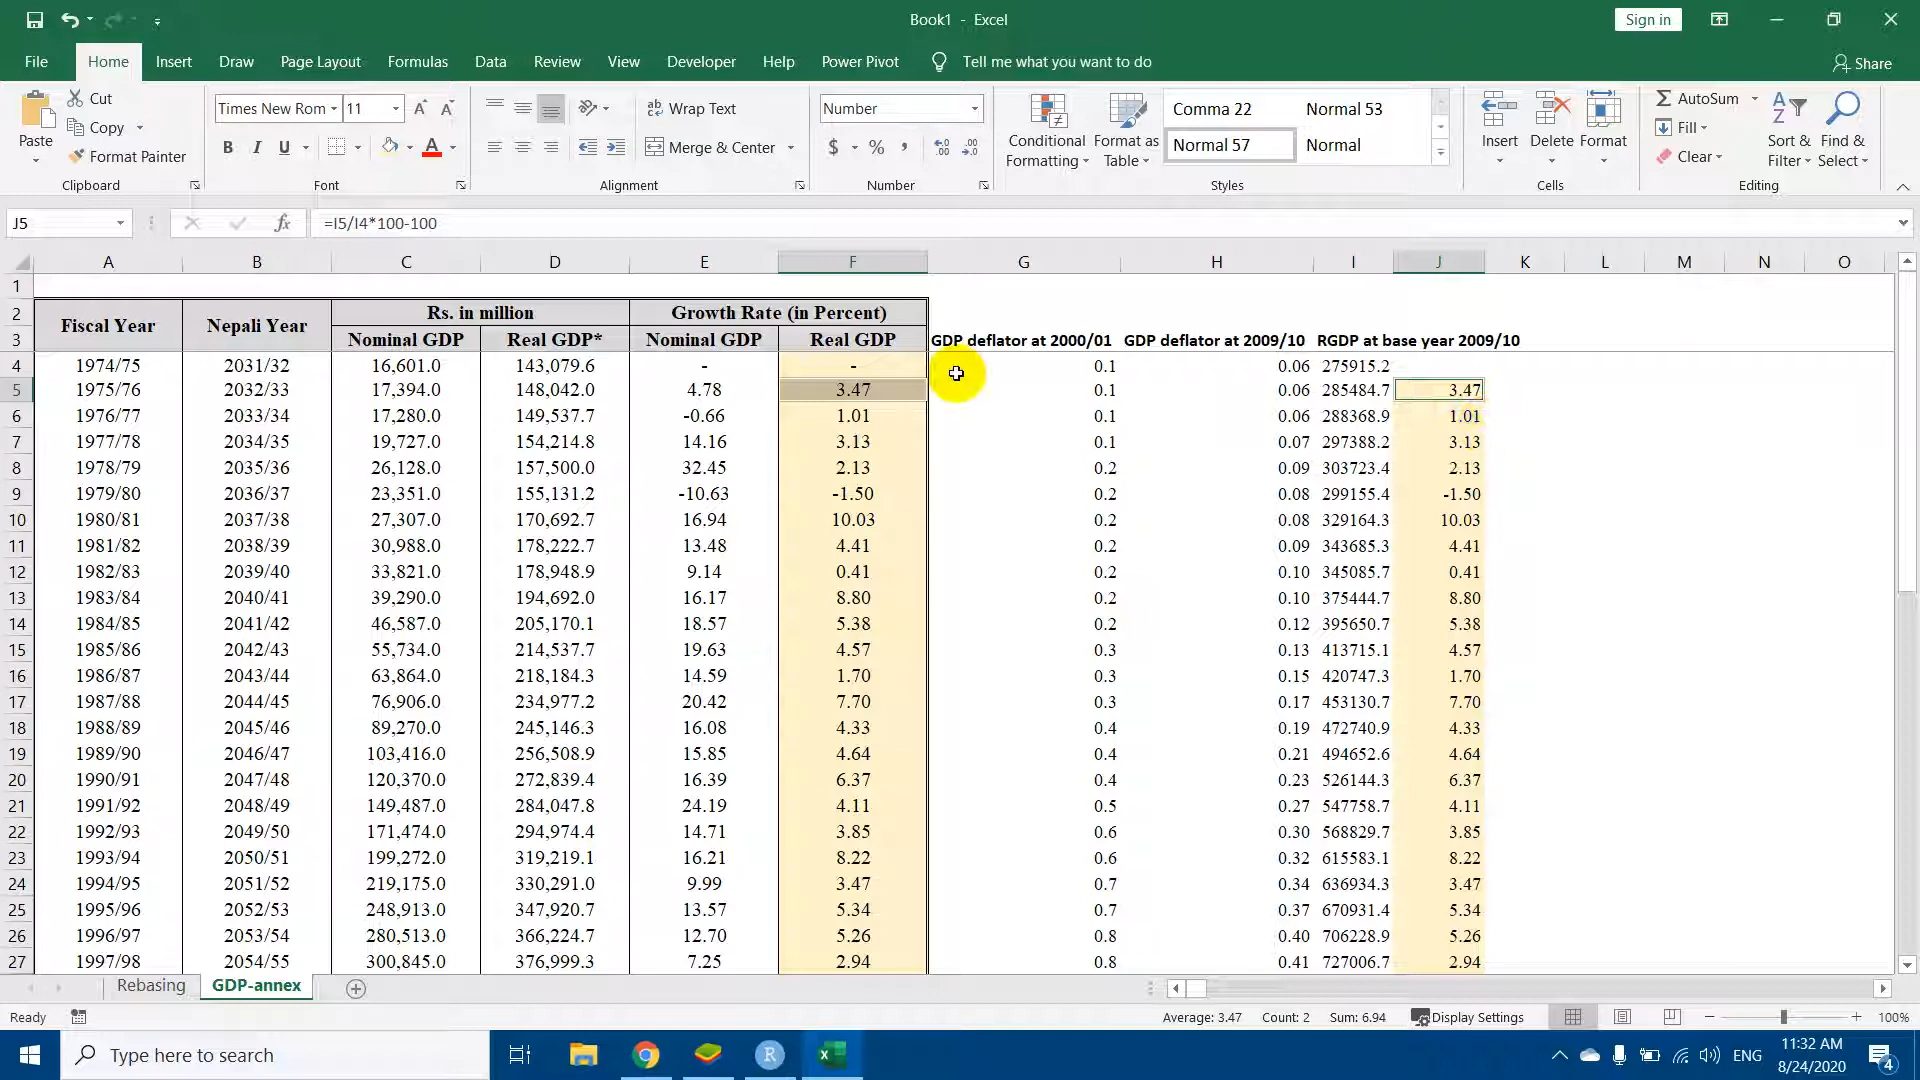 Book1 - Excel
Sign in
File Home Insert Draw Page Layout Formulas Data Review View Developer Help Power Pivot Tell me what you want to do Share
Paste
Cut
Copy
Format Painter
Clipboard
Times New Rom 11
B I U
Font
Wrap Text
Merge & Center
Alignment
Number
$ % ,
Number
Conditional Formatting
Format as Table
Comma 22 Normal 53
Normal 57 Normal
Styles
Insert Delete Format
Cells
AutoSum
Fill
Clear
Sort & Filter
Find & Select
Editing
J5 fx =I5/I4*100-100
A B C D E F G H I J K L M N O
1
2 Fiscal Year Nepali Year Rs. in million Growth Rate (in Percent)
3 Nominal GDP Real GDP* Nominal GDP Real GDP GDP deflator at 2000/01 GDP deflator at 2009/10 RGDP at base year 2009/10
4 1974/75 2031/32 16,601.0 143,079.6 - - 0.1 0.06 275915.2
5 1975/76 2032/33 17,394.0 148,042.0 4.78 3.47 0.1 0.06 285484.7 3.47
6 1976/77 2033/34 17,280.0 149,537.7 -0.66 1.01 0.1 0.06 288368.9 1.01
7 1977/78 2034/35 19,727.0 154,214.8 14.16 3.13 0.1 0.07 297388.2 3.13
8 1978/79 2035/36 26,128.0 157,500.0 32.45 2.13 0.2 0.09 303723.4 2.13
9 1979/80 2036/37 23,351.0 155,131.2 -10.63 -1.50 0.2 0.08 299155.4 -1.50
10 1980/81 2037/38 27,307.0 170,692.7 16.94 10.03 0.2 0.08 329164.3 10.03
11 1981/82 2038/39 30,988.0 178,222.7 13.48 4.41 0.2 0.09 343685.3 4.41
12 1982/83 2039/40 33,821.0 178,948.9 9.14 0.41 0.2 0.10 345085.7 0.41
13 1983/84 2040/41 39,290.0 194,692.0 16.17 8.80 0.2 0.10 375444.7 8.80
14 1984/85 2041/42 46,587.0 205,170.1 18.57 5.38 0.2 0.12 395650.7 5.38
15 1985/86 2042/43 55,734.0 214,537.7 19.63 4.57 0.3 0.13 413715.1 4.57
16 1986/87 2043/44 63,864.0 218,184.3 14.59 1.70 0.3 0.15 420747.3 1.70
17 1987/88 2044/45 76,906.0 234,977.2 20.42 7.70 0.3 0.17 453130.7 7.70
18 1988/89 2045/46 89,270.0 245,146.3 16.08 4.33 0.4 0.19 472740.9 4.33
19 1989/90 2046/47 103,416.0 256,508.9 15.85 4.64 0.4 0.21 494652.6 4.64
20 1990/91 2047/48 120,370.0 272,839.4 16.39 6.37 0.4 0.23 526144.3 6.37
21 1991/92 2048/49 149,487.0 284,047.8 24.19 4.11 0.5 0.27 547758.7 4.11
22 1992/93 2049/50 171,474.0 294,974.4 14.71 3.85 0.6 0.30 568829.7 3.85
23 1993/94 2050/51 199,272.0 319,219.1 16.21 8.22 0.6 0.32 615583.1 8.22
24 1994/95 2051/52 219,175.0 330,291.0 9.99 3.47 0.7 0.34 636934.3 3.47
25 1995/96 2052/53 248,913.0 347,920.7 13.57 5.34 0.7 0.37 670931.4 5.34
26 1996/97 2053/54 280,513.0 366,224.7 12.70 5.26 0.8 0.40 706228.9 5.26
27 1997/98 2054/55 300,845.0 376,999.3 7.25 2.94 0.8 0.41 727006.7 2.94
Rebasing GDP-annex
Ready Average: 3.47 Count: 2 Sum: 6.94 Display Settings 100%
Type here to search
R
ENG
11:32 AM
8/24/2020
4